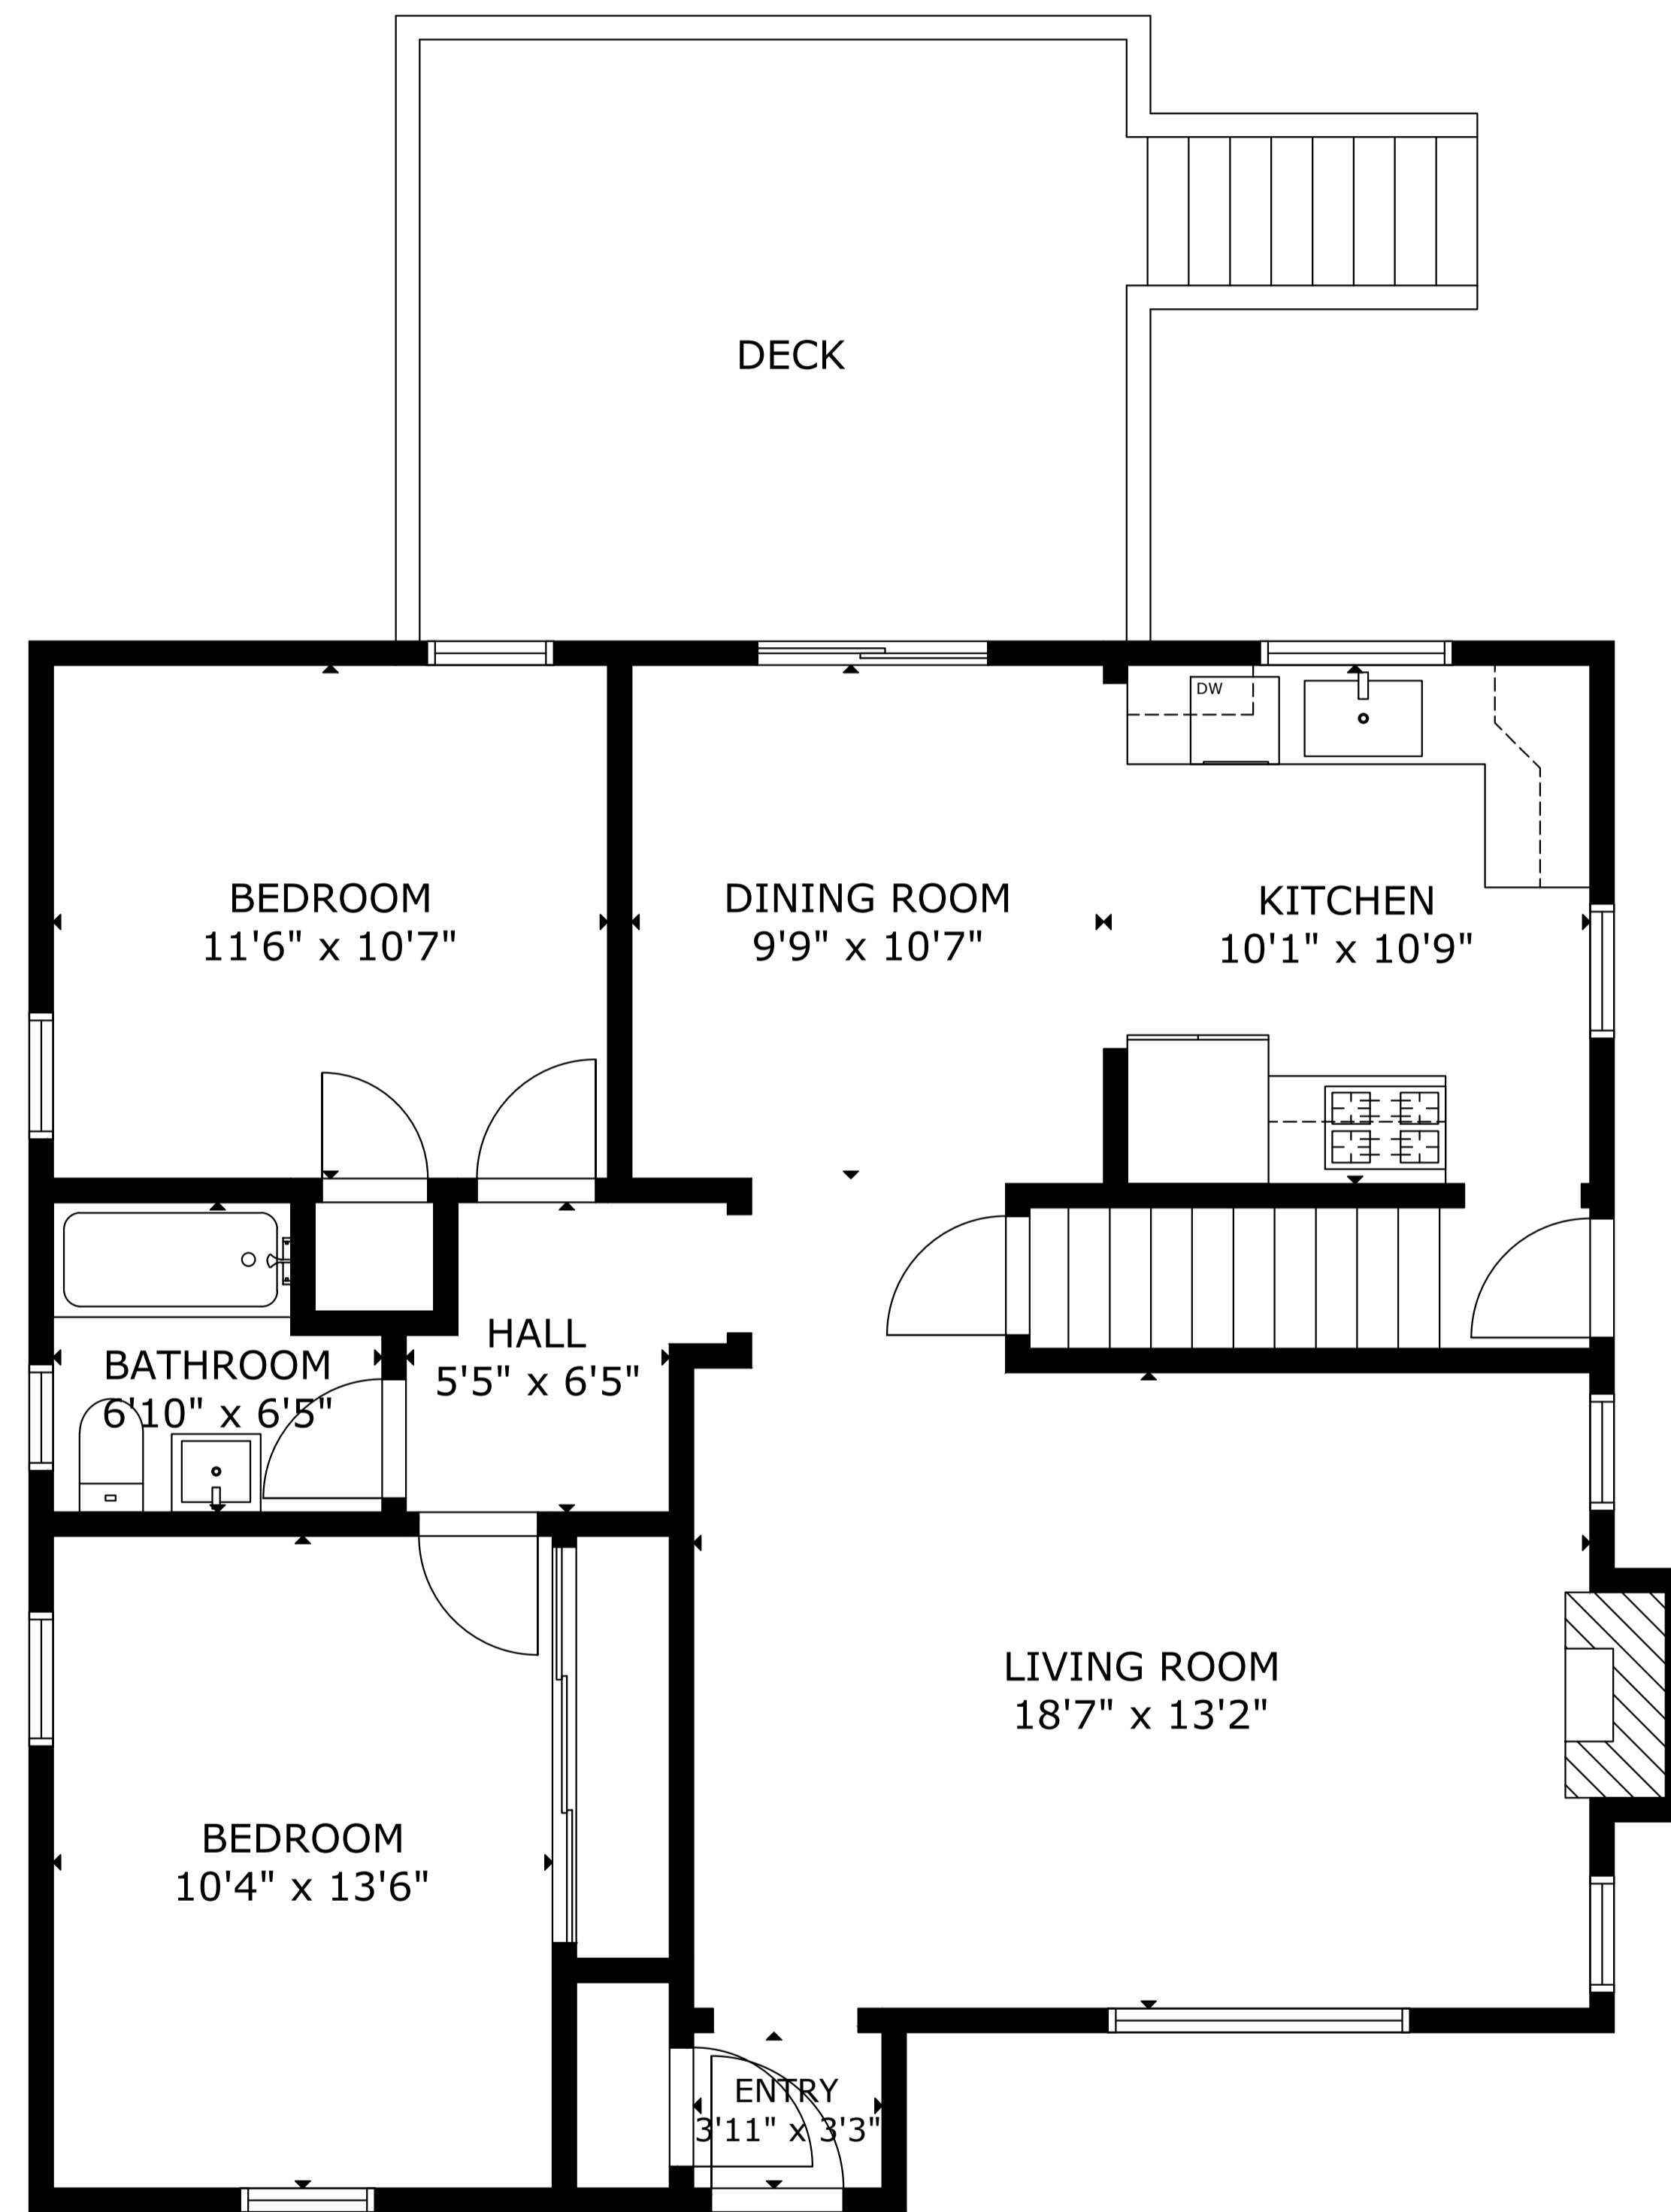 DECK
DW
BEDROOM
11'6" x 10'7"
DINING ROOM
9'9" x 10'7"
KITCHEN
10'1" x 10'9"
HALL
5'5" x 6'5"
BATHROOM
6'10" x 6'5"
LIVING ROOM
18'7" x 13'2"
BEDROOM
10'4" x 13'6"
ENTRY
3'11" x 3'3"